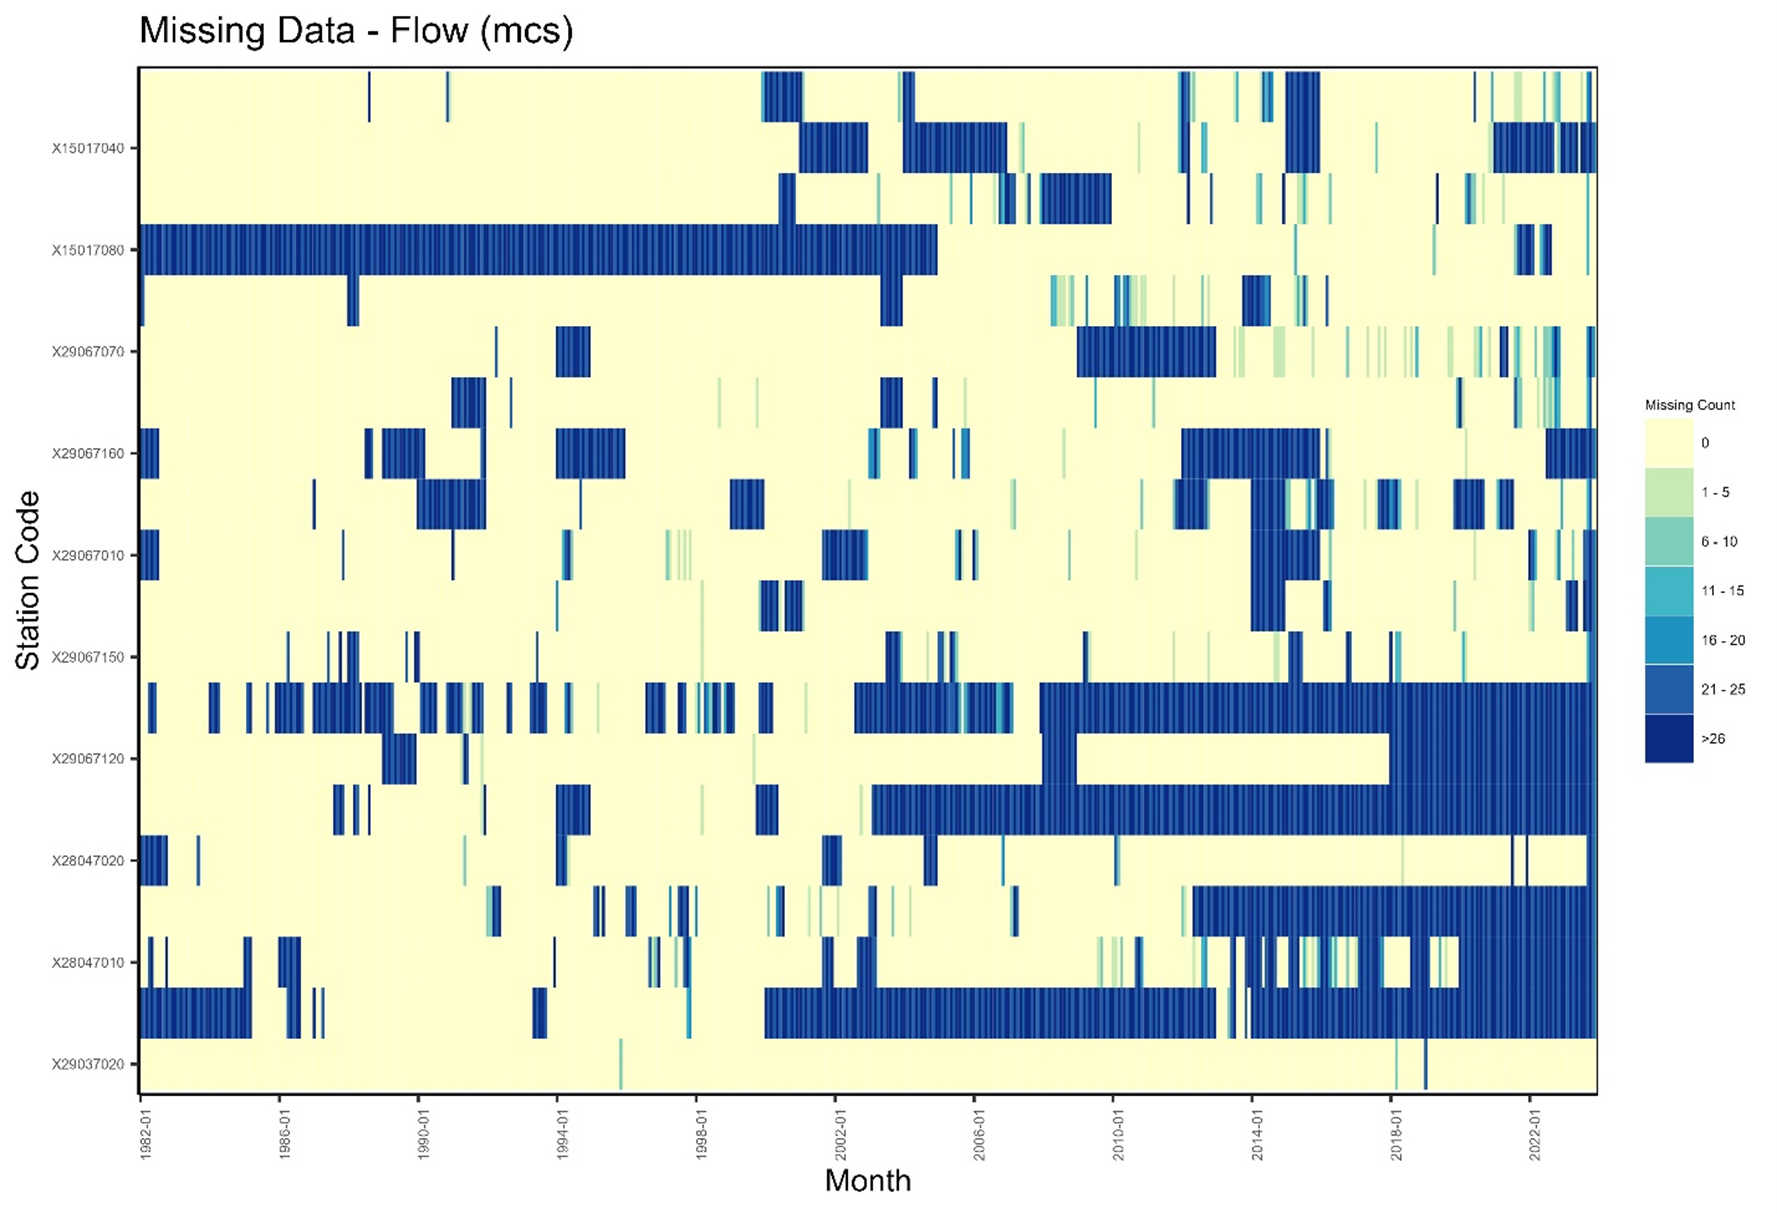 Missing Data - Flow (mcs)
Station Code
X15017040
X15017080
X29067070
X29067160
X29067010
X29067150
X29067120
X28047020
X28047010
X29037020
1982-01
1986-01
1990-01
1994-01
1998-01
2002-01
2006-01
2010-01
2014-01
2018-01
2022-01
Month
Missing Count
0
1 - 5
6 - 10
11 - 15
16 - 20
21 - 25
>26